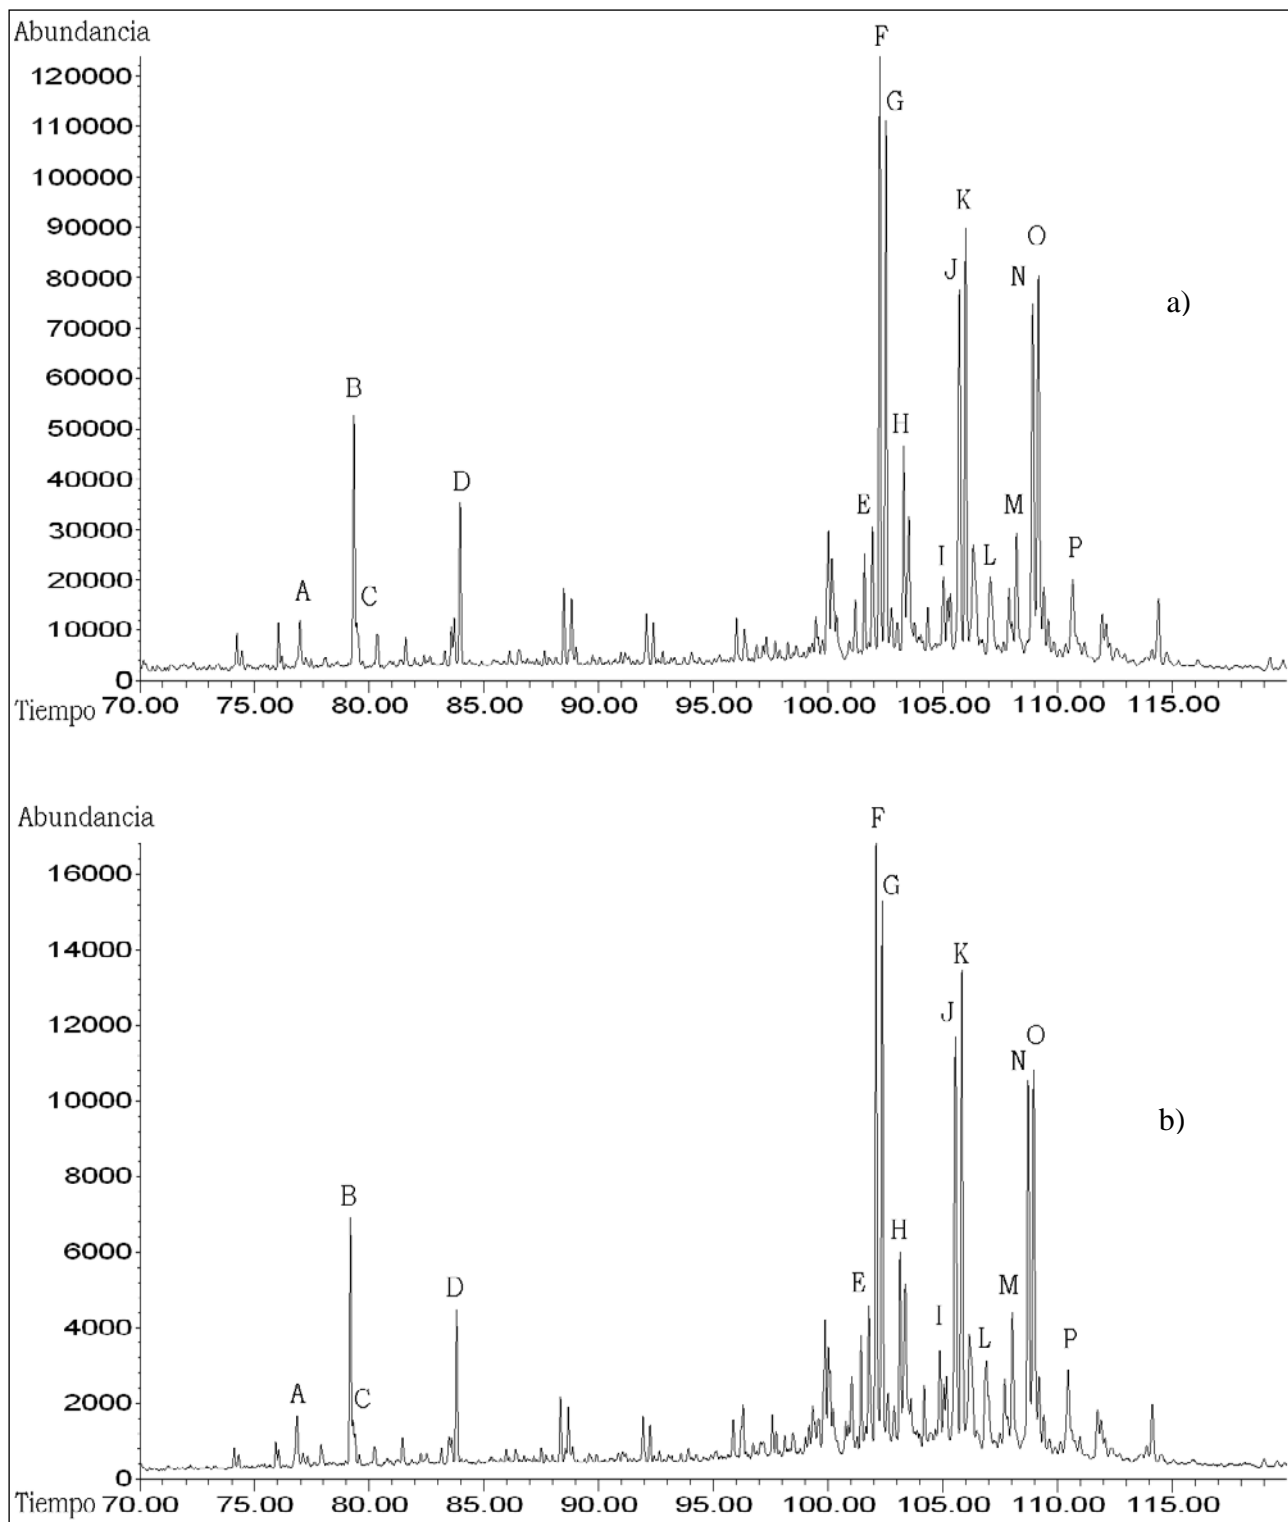 Abundancia
F
120000
G
110000
100000
K
90000
O
80000
J
N
70000
a)
60000
B
50000
H
D
40000
E
M
30000
I
L
P
20000
A
C
10000
0
Tiempo 70.00 75.00 80.00 85.00 90.00 95.00 100.00 105.00 110.00 115.00
Abundancia
F
16000
G
14000
K
J
12000
O
N
10000
b)
8000
B
H
6000
D
E
M
4000
I
L
P
A
C
2000
0
Tiempo 70.00 75.00 80.00 85.00 90.00 95.00 100.00 105.00 110.00 115.00